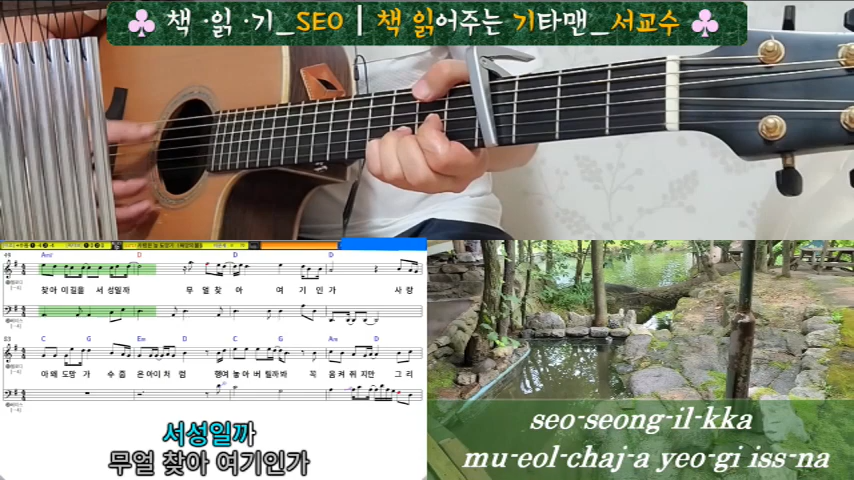 ♣ 책 ·읽 ·기_SEO | 책 읽어주는 기타맨_서교수 ♣
Am7 D D D
찾아 이길을 서 성일까 무 얼 찾 아 여 기 인 가 사 랑
C G Em D C G Am D
아 왜 도망 가 수 줍 은 아이 처 럼 행여 놓아 버 릴까 봐 꼭 움 켜 쥐 지만 그 리
서성일까
무얼 찾아 여기인가
seo-seong-il-kka
mu-eol-chaj-a yeo-gi iss-na